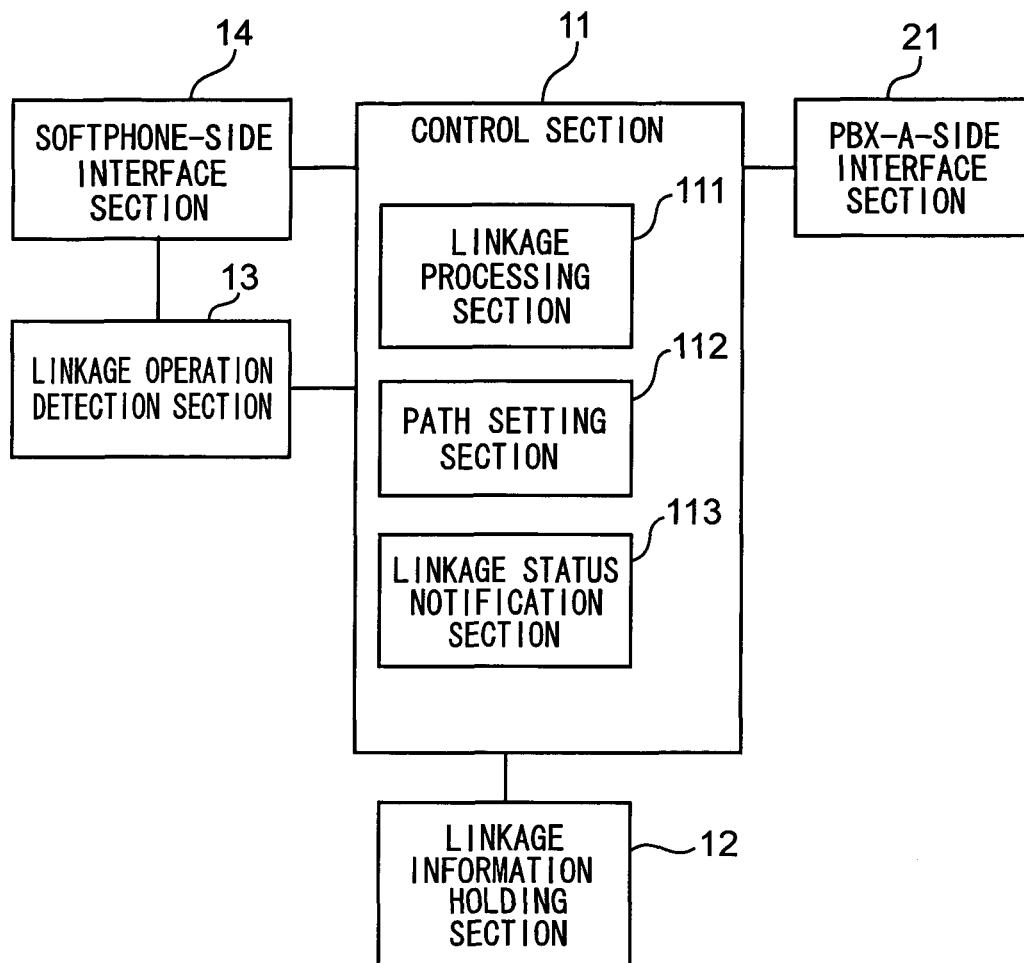 14
11
21
SOFTPHONE-SIDE
INTERFACE
SECTION
CONTROL SECTION
PBX-A-SIDE
INTERFACE
SECTION
111
LINKAGE
PROCESSING
SECTION
13
LINKAGE OPERATION
DETECTION SECTION
112
PATH SETTING
SECTION
113
LINKAGE STATUS
NOTIFICATION
SECTION
LINKAGE
INFORMATION
HOLDING
SECTION
12